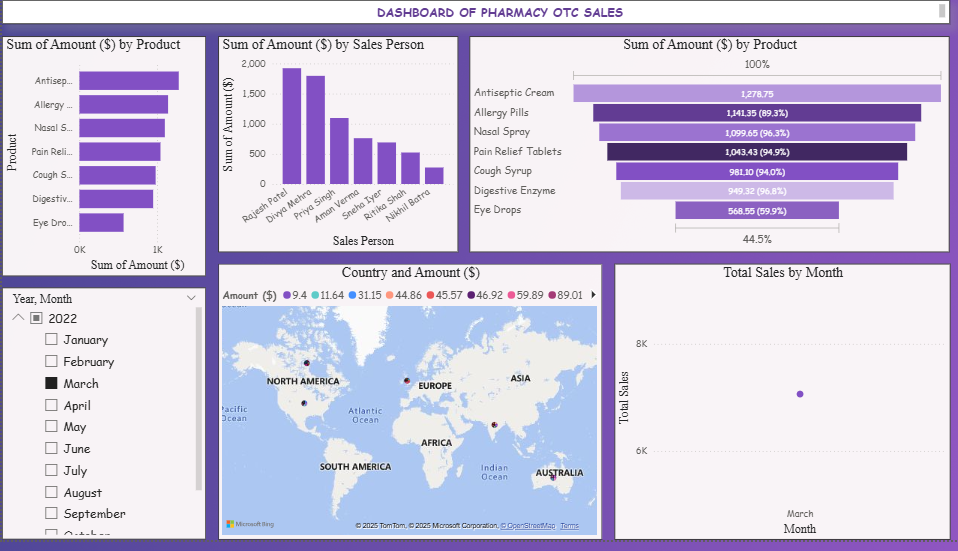 DASHBOARD OF PHARMACY OTC SALES
Sum of Amount ($) by Product
Product
Antisep...
Allergy ...
Nasal S...
Pain Reli...
Cough S...
Digestiv...
Eye Dro...
0K 1K
Sum of Amount ($)
Sum of Amount ($) by Sales Person
Sum of Amount ($)
2,000
1,500
1,000
500
0
Rajesh Patel
Divya Mehra
Priya Singh
Aman Verma
Sneha Iyer
Ritika Shah
Nikhil Batra
Sales Person
Sum of Amount ($) by Product
100%
Antiseptic Cream 1,278.75
Allergy Pills 1,141.35 (89.3%)
Nasal Spray 1,099.65 (96.3%)
Pain Relief Tablets 1,043.43 (94.9%)
Cough Syrup 981.10 (94.0%)
Digestive Enzyme 949.32 (96.8%)
Eye Drops 568.55 (59.9%)
44.5%
Year, Month
2022
January
February
March
April
May
June
July
August
September
October
Country and Amount ($)
Amount ($) 9.4 11.64 31.15 44.86 45.57 46.92 59.89 89.01
NORTH AMERICA
EUROPE
ASIA
Pacific
Ocean
Atlantic
Ocean
AFRICA
SOUTH AMERICA
Indian
Ocean
AUSTRALIA
Microsoft Bing
© 2025 TomTom, © 2025 Microsoft Corporation, © OpenStreetMap Terms
Total Sales by Month
Total Sales
8K
6K
March
Month